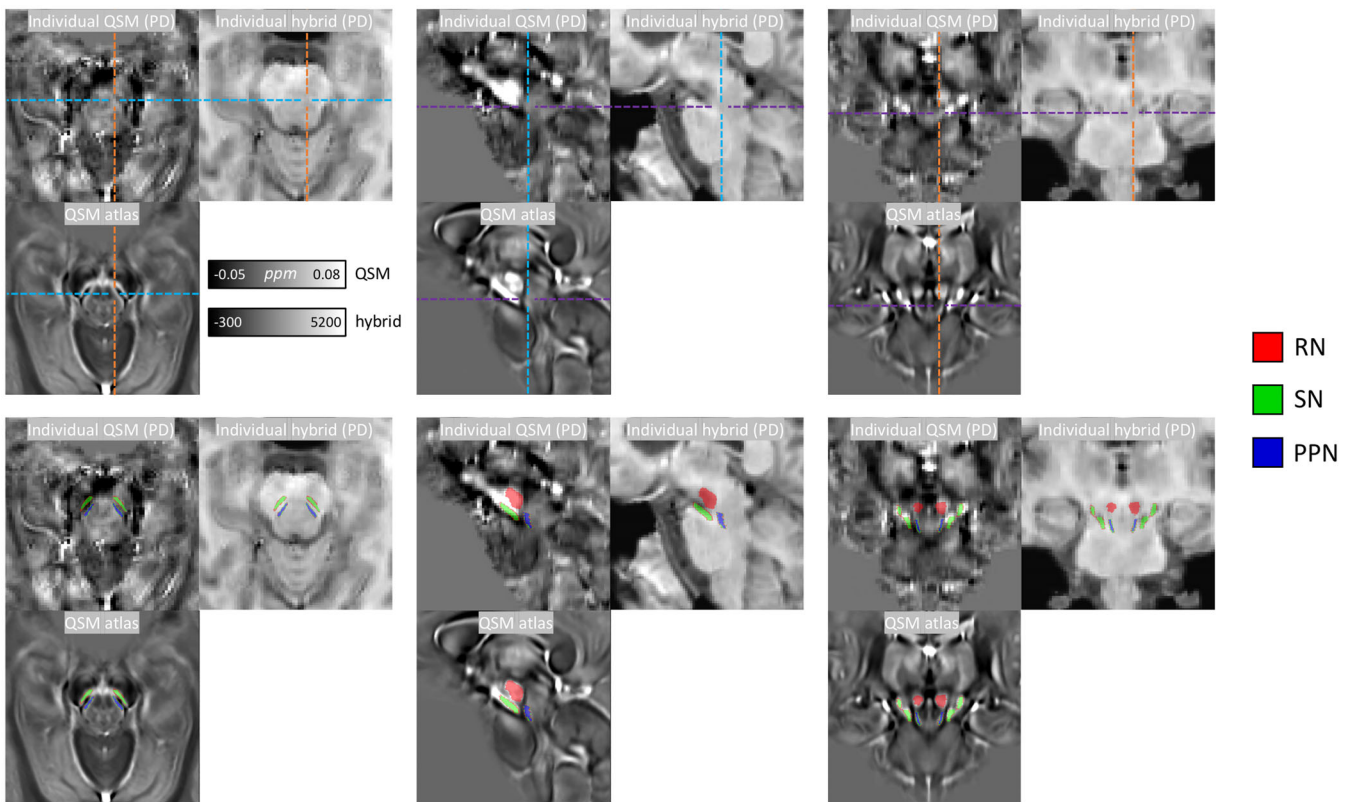 Individual QSM (PD) Individual hybrid (PD) Individual QSM (PD) Individual hybrid (PD) Individual QSM (PD) Individual hybrid (PD)
QSM atlas QSM atlas QSM atlas
-0.05 ppm 0.08 QSM
-300 5200 hybrid
RN
SN
PPN
Individual QSM (PD) Individual hybrid (PD) Individual QSM (PD) Individual hybrid (PD) Individual QSM (PD) Individual hybrid (PD)
QSM atlas QSM atlas QSM atlas